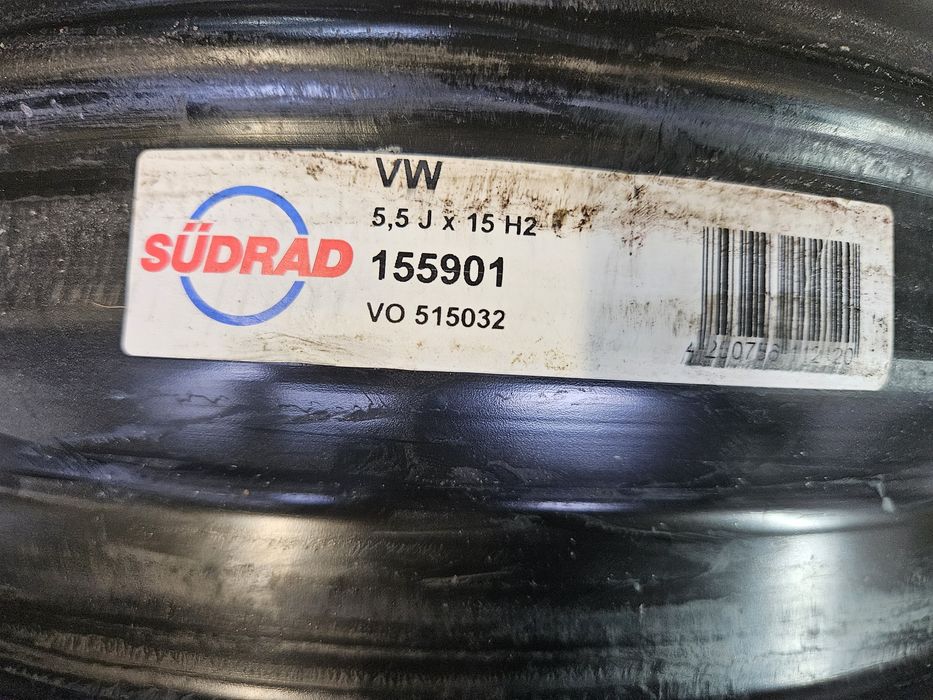 VW
5,5 J x 15 H2
SÜDRAD
155901
VO 515032